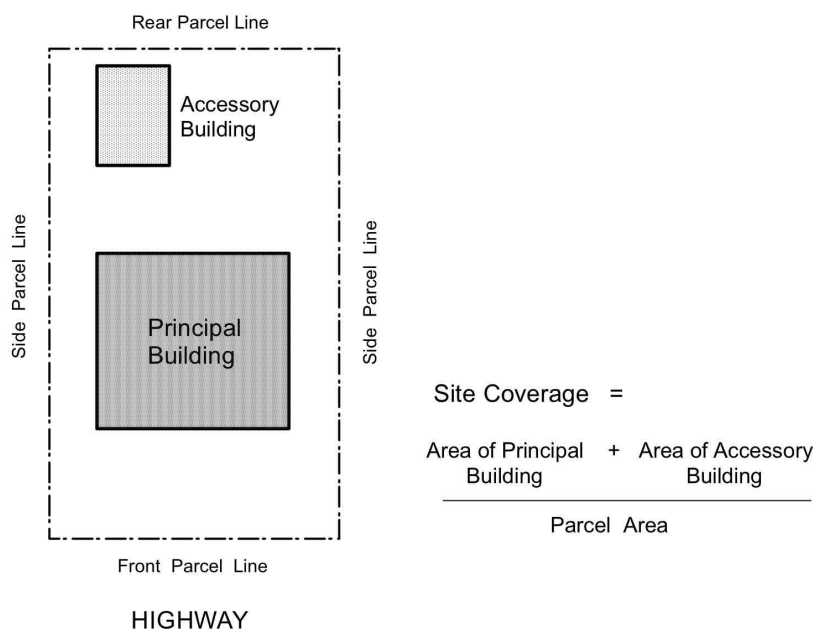 Rear Parcel Line
Accessory
Building
Side Parcel Line
Principal
Building
Side Parcel Line
Front Parcel Line
HIGHWAY
Site Coverage =
Area of Principal + Area of Accessory
Building Building
Parcel Area